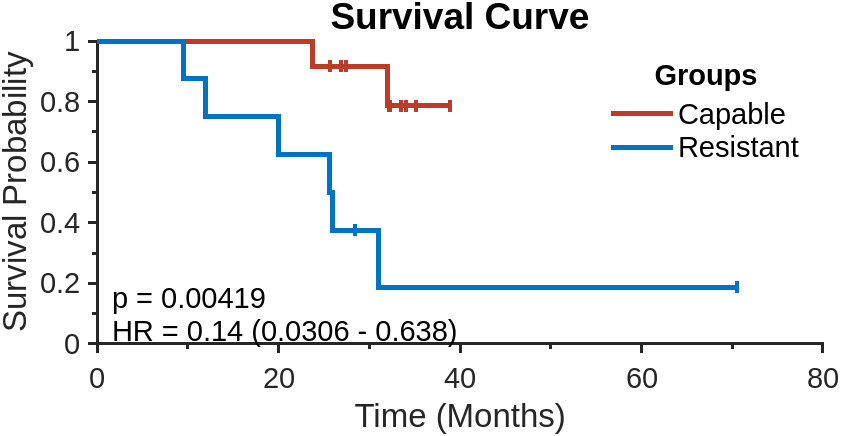 Survival Curve
Survival Probability
1
0.8
0.6
0.4
0.2
0
Groups
Capable
Resistant
p = 0.00419
HR = 0.14 (0.0306 - 0.638)
0 20 40 60 80
Time (Months)